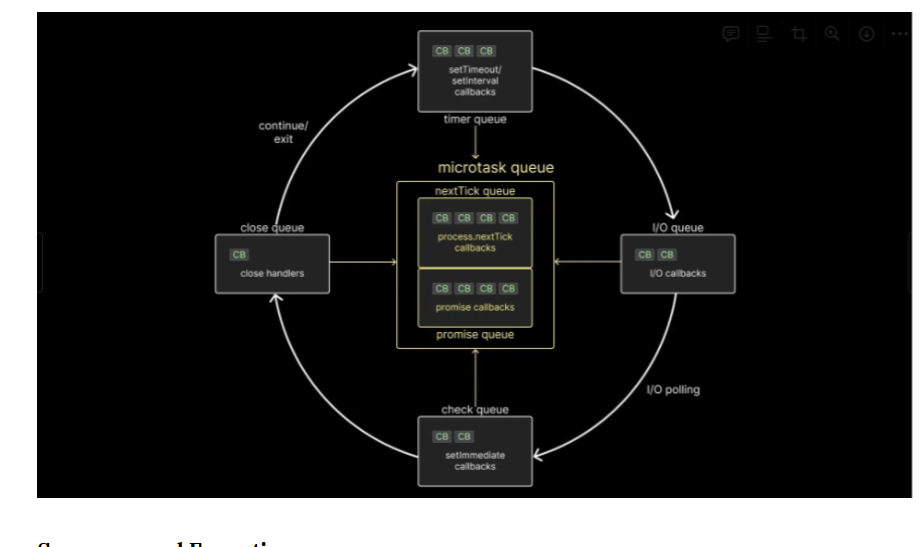 CB CB CB
setTimeout/
setInterval
callbacks
timer queue
continue/
exit
microtask queue
nextTick queue
CB CB CB CB
process.nextTick
callbacks
CB CB CB CB
promise callbacks
promise queue
close queue
CB
close handlers
I/O queue
CB CB
I/O callbacks
I/O polling
check queue
CB CB
setImmediate
callbacks